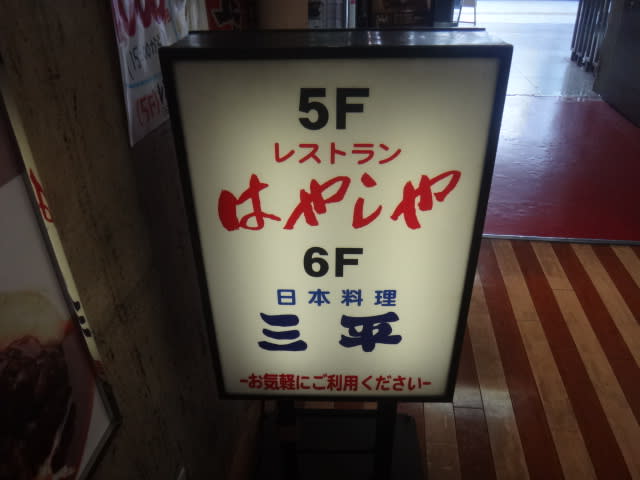 5F
レストラン
はやしや
6F
日本料理
三平
-お気軽にご利用ください-
(5F)